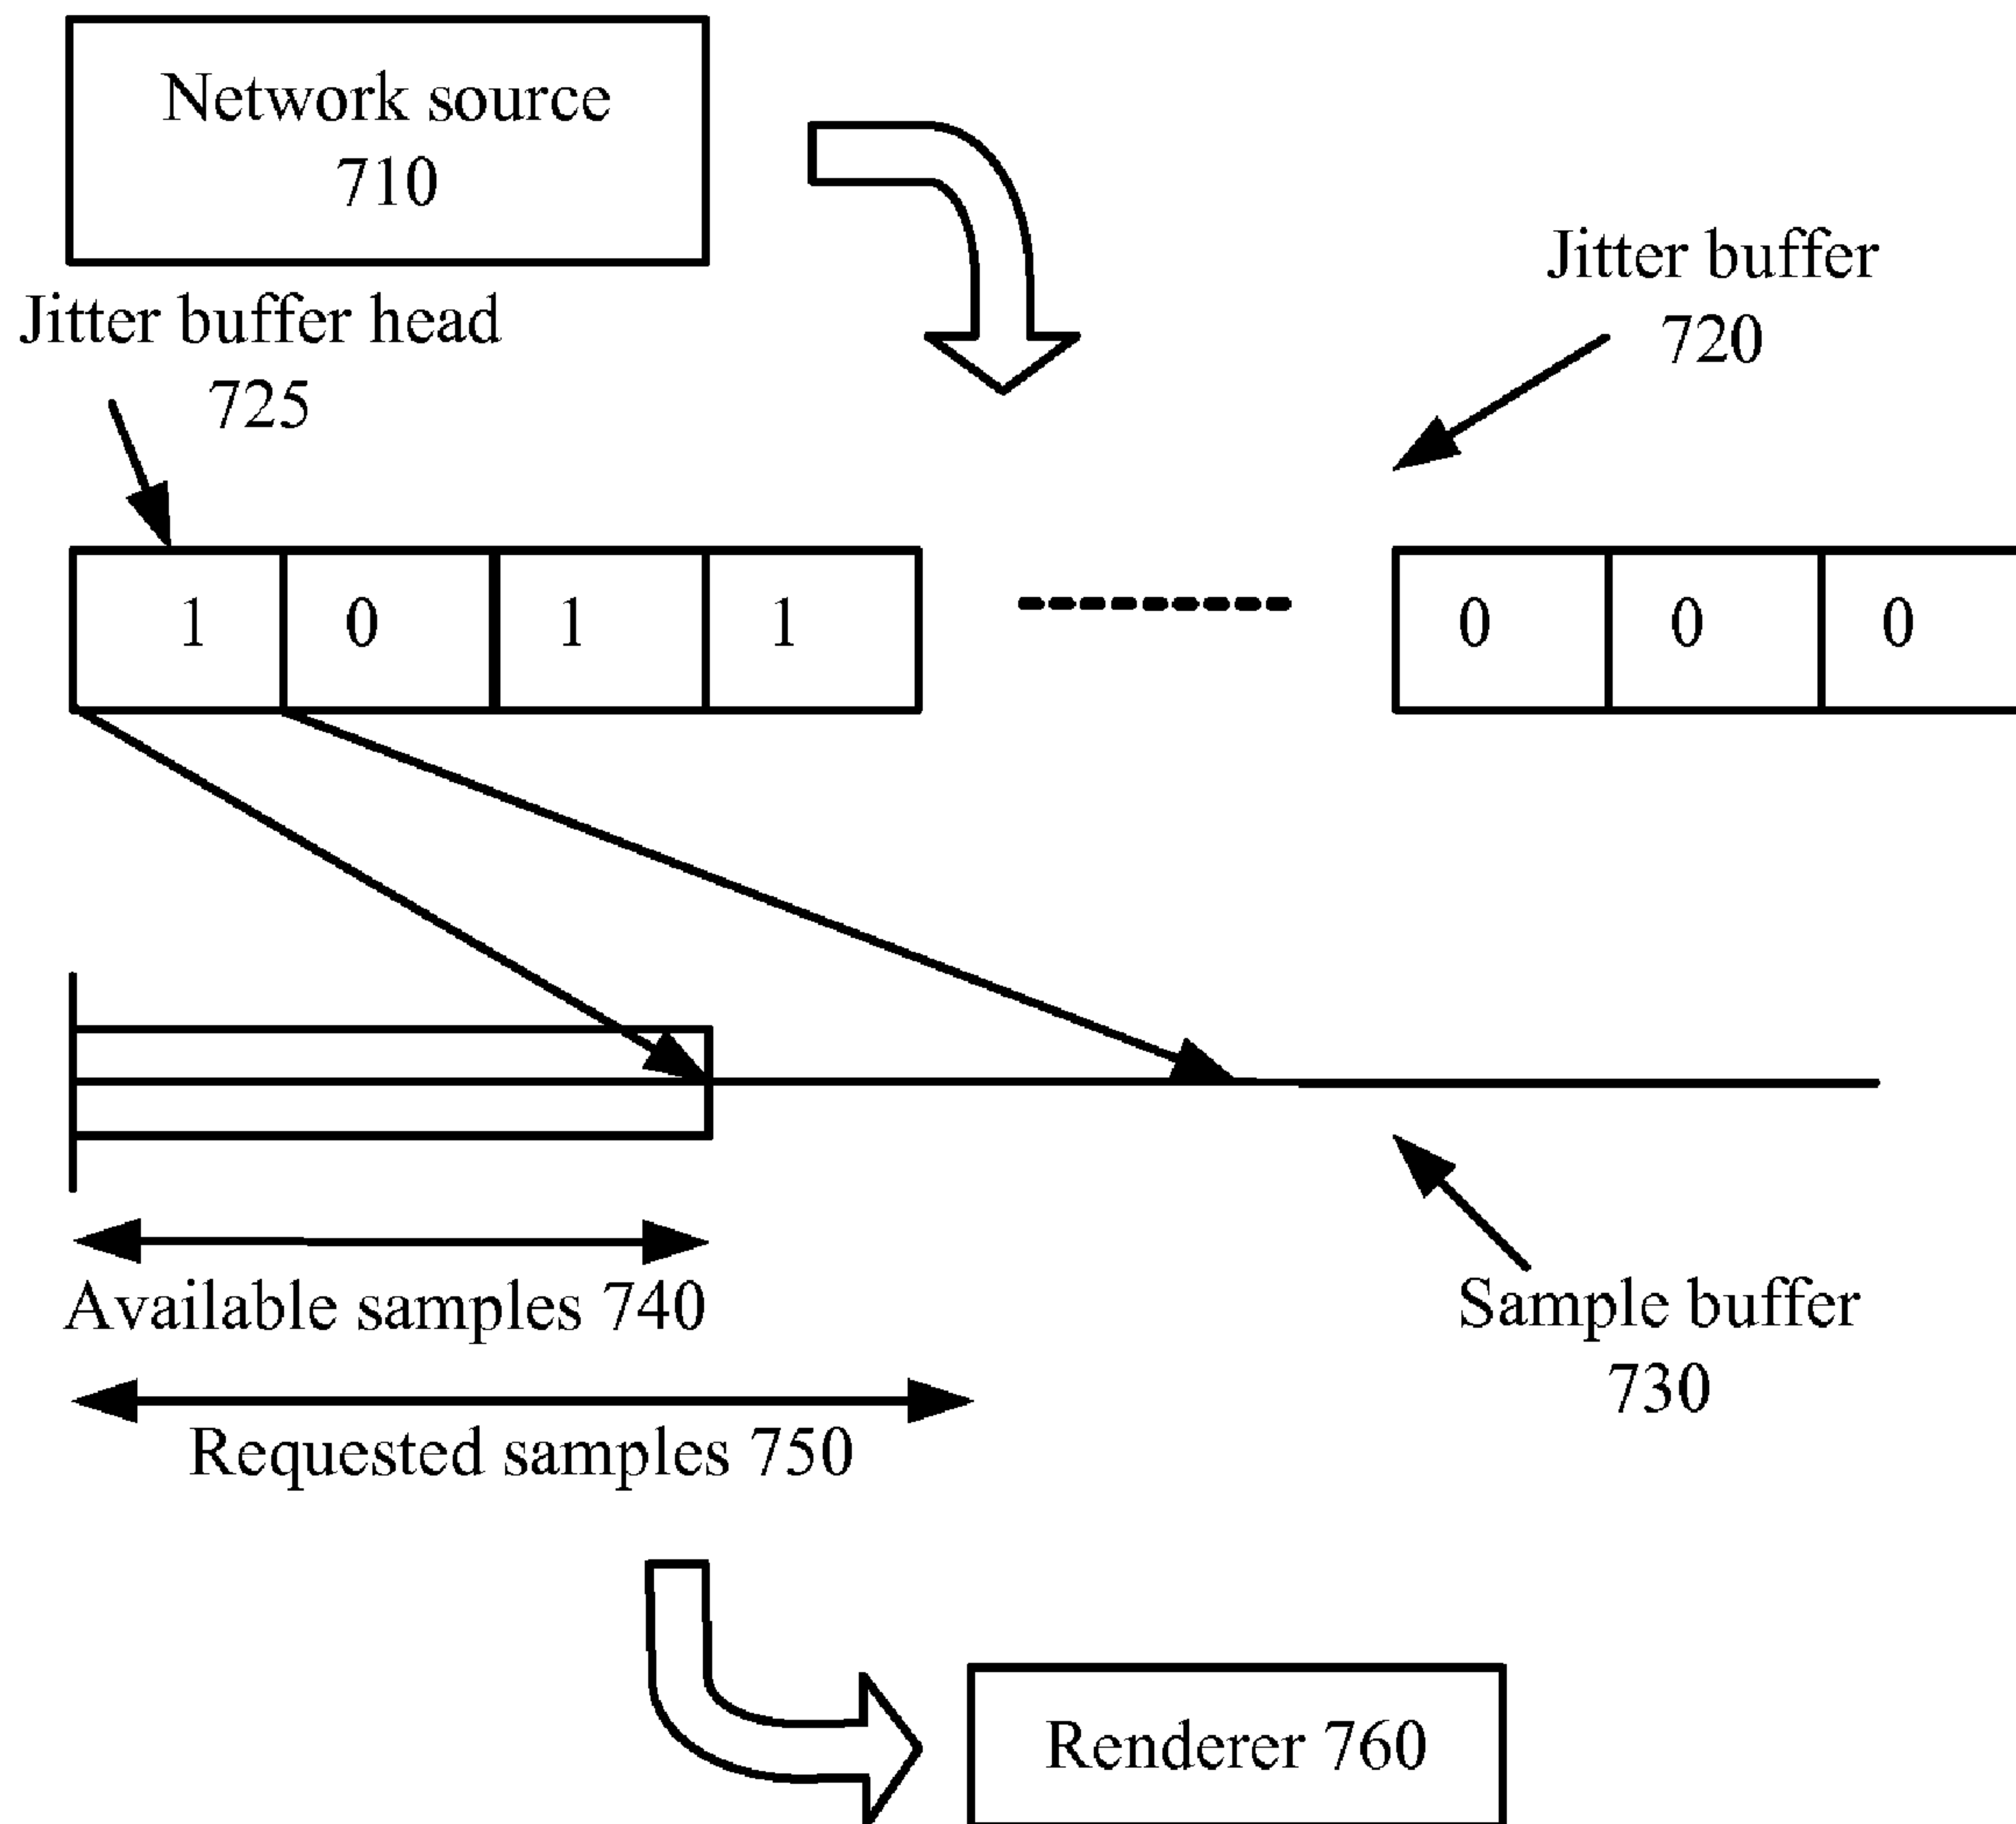 Network source
710
Jitter buffer
720
Jitter buffer head
725
1 0 1 1 0 0 0
Available samples 740
Sample buffer
730
Requested samples 750
Renderer 760